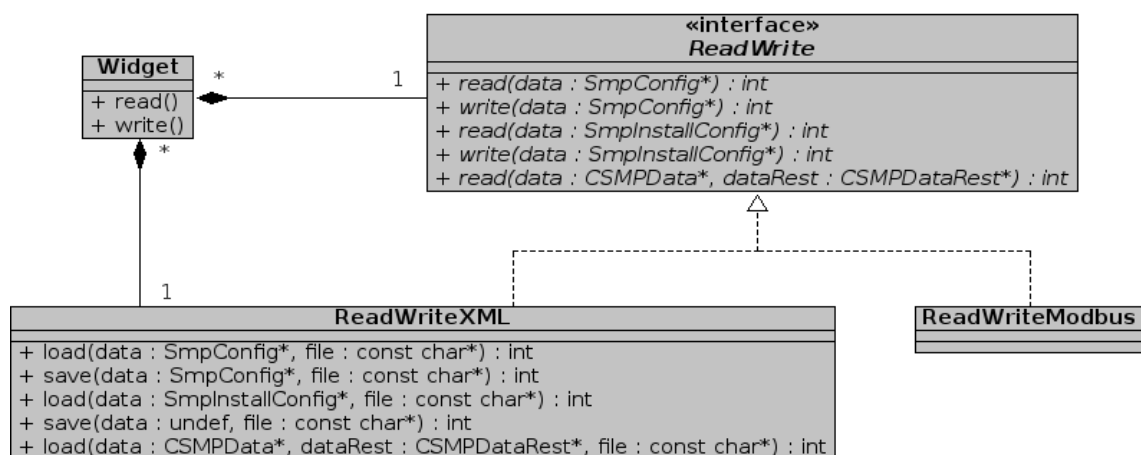 «interface»
ReadWrite
+ read(data : SmpConfig*) : int
+ write(data : SmpConfig*) : int
+ read(data : SmpInstallConfig*) : int
+ write(data : SmpInstallConfig*) : int
+ read(data : CSMPData*, dataRest : CSMPDataRest*) : int
Widget
+ read()
+ write()
*
1
*
1
ReadWriteXML
+ load(data : SmpConfig*, file : const char*) : int
+ save(data : SmpConfig*, file : const char*) : int
+ load(data : SmpInstallConfig*, file : const char*) : int
+ save(data : undef, file : const char*) : int
+ load(data : CSMPData*, dataRest : CSMPDataRest*, file : const char*) : int
ReadWriteModbus